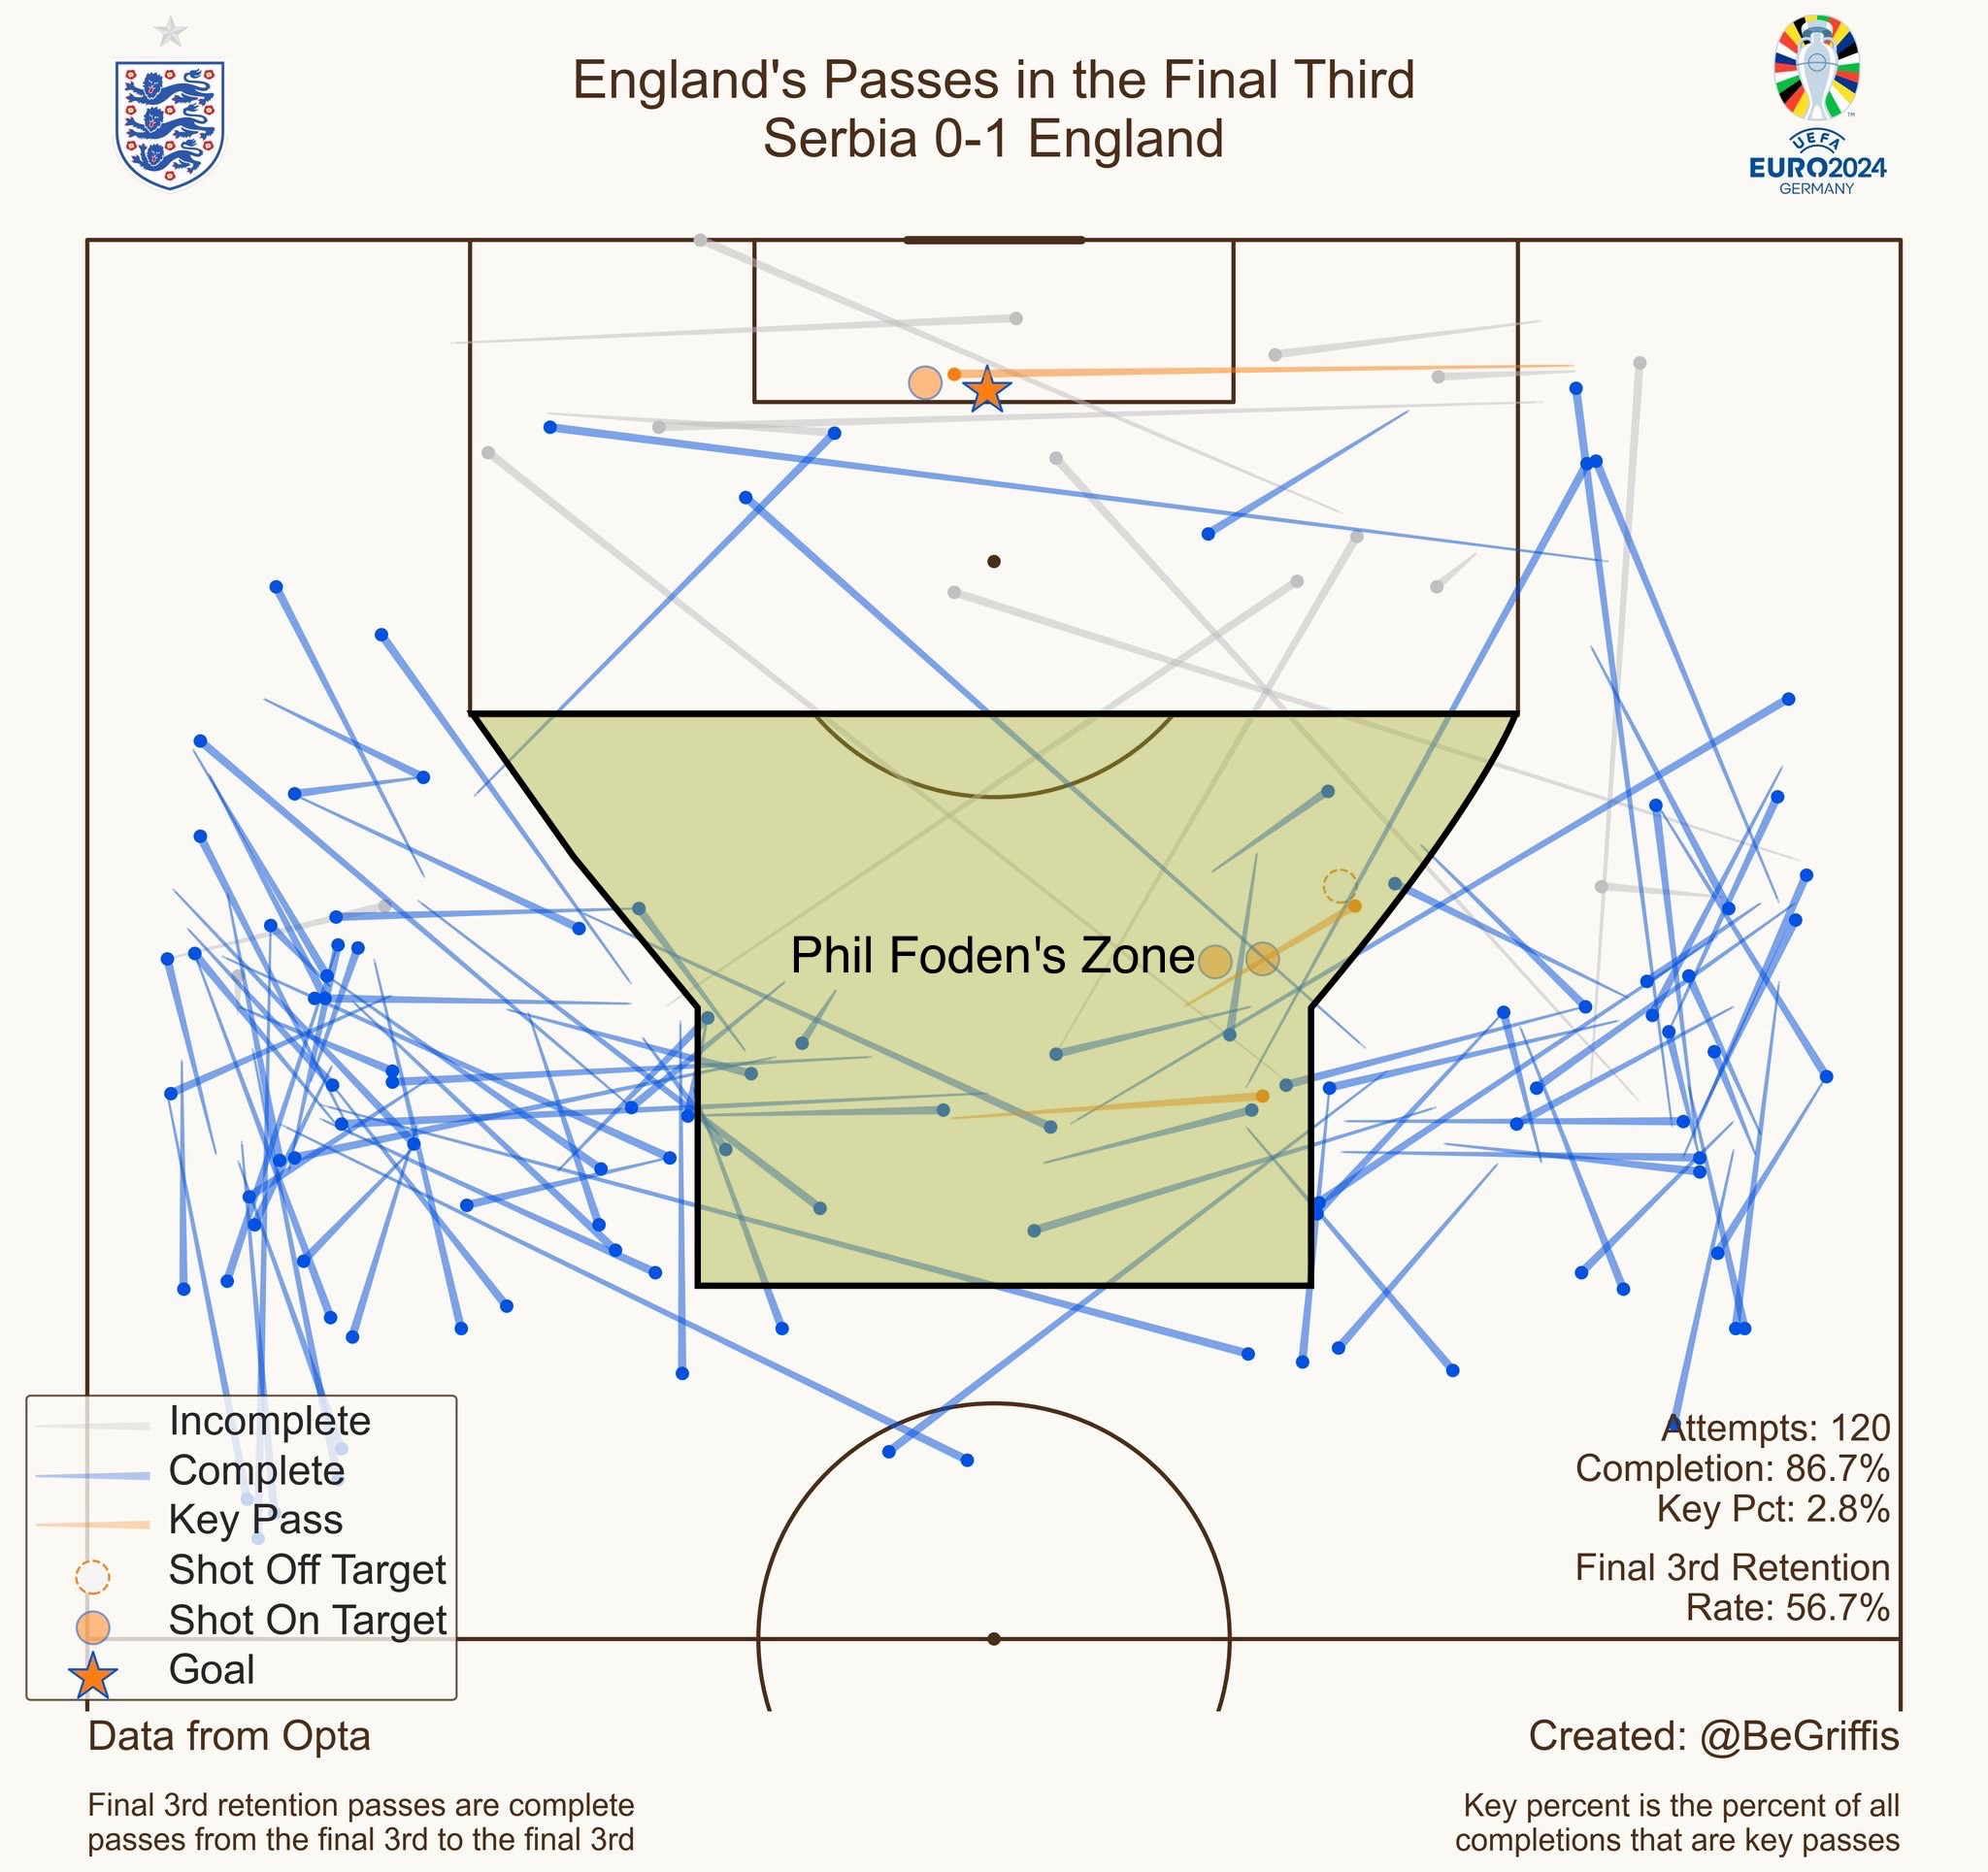 England's Passes in the Final Third
Serbia 0-1 England
UEFA
EURO2024
GERMANY
TM
Phil Foden's Zone
Incomplete
Complete
Key Pass
Shot Off Target
Shot On Target
Goal
Attempts: 120
Completion: 86.7%
Key Pct: 2.8%
Final 3rd Retention
Rate: 56.7%
Data from Opta
Created: @BeGriffis
Final 3rd retention passes are complete
passes from the final 3rd to the final 3rd
Key percent is the percent of all
completions that are key passes